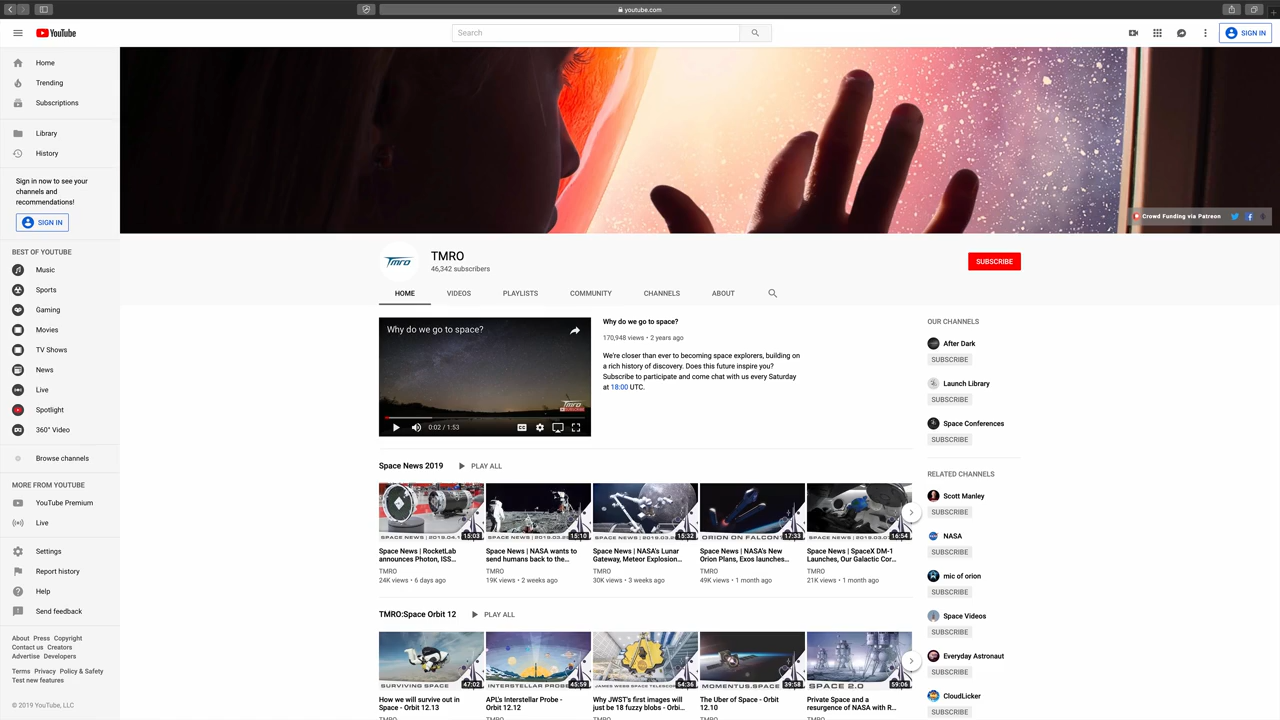 youtube.com
YouTube
Search
SIGN IN
Home
Trending
Subscriptions
Library
History
Sign in now to see your
channels and
recommendations!
SIGN IN
BEST OF YOUTUBE
Music
Sports
Gaming
Movies
TV Shows
News
Live
Spotlight
360° Video
Browse channels
MORE FROM YOUTUBE
YouTube Premium
Live
Settings
Report history
Help
Send feedback
About Press Copyright
Contact us Creators
Advertise Developers
Terms Privacy Policy & Safety
Test new features
© 2019 YouTube, LLC
Crowd Funding via Patreon
TMRO
TMRO
46,342 subscribers
SUBSCRIBE
HOME VIDEOS PLAYLISTS COMMUNITY CHANNELS ABOUT
Why do we go to space?
TMRO
0:02 / 1:53
Why do we go to space?
170,948 views • 2 years ago
We're closer than ever to becoming space explorers, building on
a rich history of discovery. Does this future inspire you?
Subscribe to participate and come chat with us every Saturday
at 18:00 UTC.
Space News 2019 PLAY ALL
15:03
Space News | RocketLab
announces Photon, ISS...
TMRO
24K views • 6 days ago
15:10
Space News | NASA wants to
send humans back to the...
TMRO
19K views • 2 weeks ago
15:32
Space News | NASA's Lunar
Gateway, Meteor Explosion...
TMRO
30K views • 3 weeks ago
ORION ON FALCON
17:33
Space News | NASA's New
Orion Plans, Exos launches...
TMRO
49K views • 1 month ago
16:54
Space News | SpaceX DM-1
Launches, Our Galactic Cor...
TMRO
21K views • 1 month ago
TMRO:Space Orbit 12 PLAY ALL
SURVIVING SPACE
47:02
How we will survive out in
Space - Orbit 12.13
TMRO
INTERSTELLAR PROBE
45:59
APL's Interstellar Probe -
Orbit 12.12
TMRO
JAMES WEBB SPACE TELESCOPE
54:36
Why JWST's first images will
just be 18 fuzzy blobs - Orbi...
TMRO
MOMENTUS.SPACE
39:58
The Uber of Space - Orbit
12.10
TMRO
SPACE 2.0
59:06
Private Space and a
resurgence of NASA with R...
TMRO
OUR CHANNELS
After Dark
SUBSCRIBE
Launch Library
SUBSCRIBE
Space Conferences
SUBSCRIBE
RELATED CHANNELS
Scott Manley
SUBSCRIBE
NASA
SUBSCRIBE
mic of orion
SUBSCRIBE
Space Videos
SUBSCRIBE
Everyday Astronaut
SUBSCRIBE
CloudLicker
SUBSCRIBE